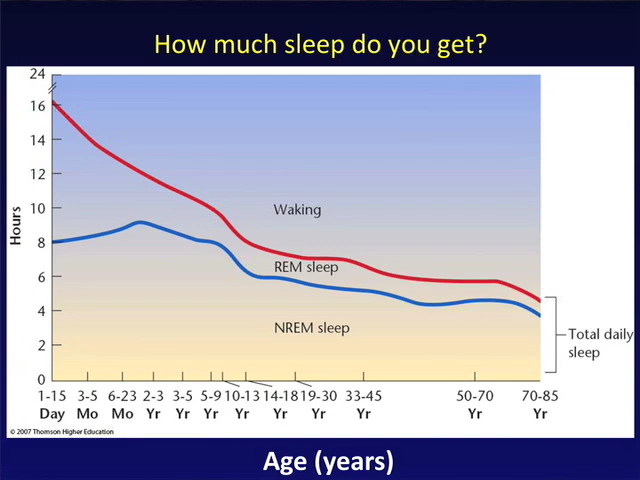 How much sleep do you get?
24
16
14
12
10
8
6
4
2
0
Hours
Waking
REM sleep
NREM sleep
Total daily
sleep
1-15 3-5 6-23 2-3 3-5 5-9 10-13 14-18 19-30 33-45 50-70 70-85
Day Mo Mo Yr Yr Yr Yr Yr Yr Yr Yr Yr
© 2007 Thomson Higher Education
Age (years)